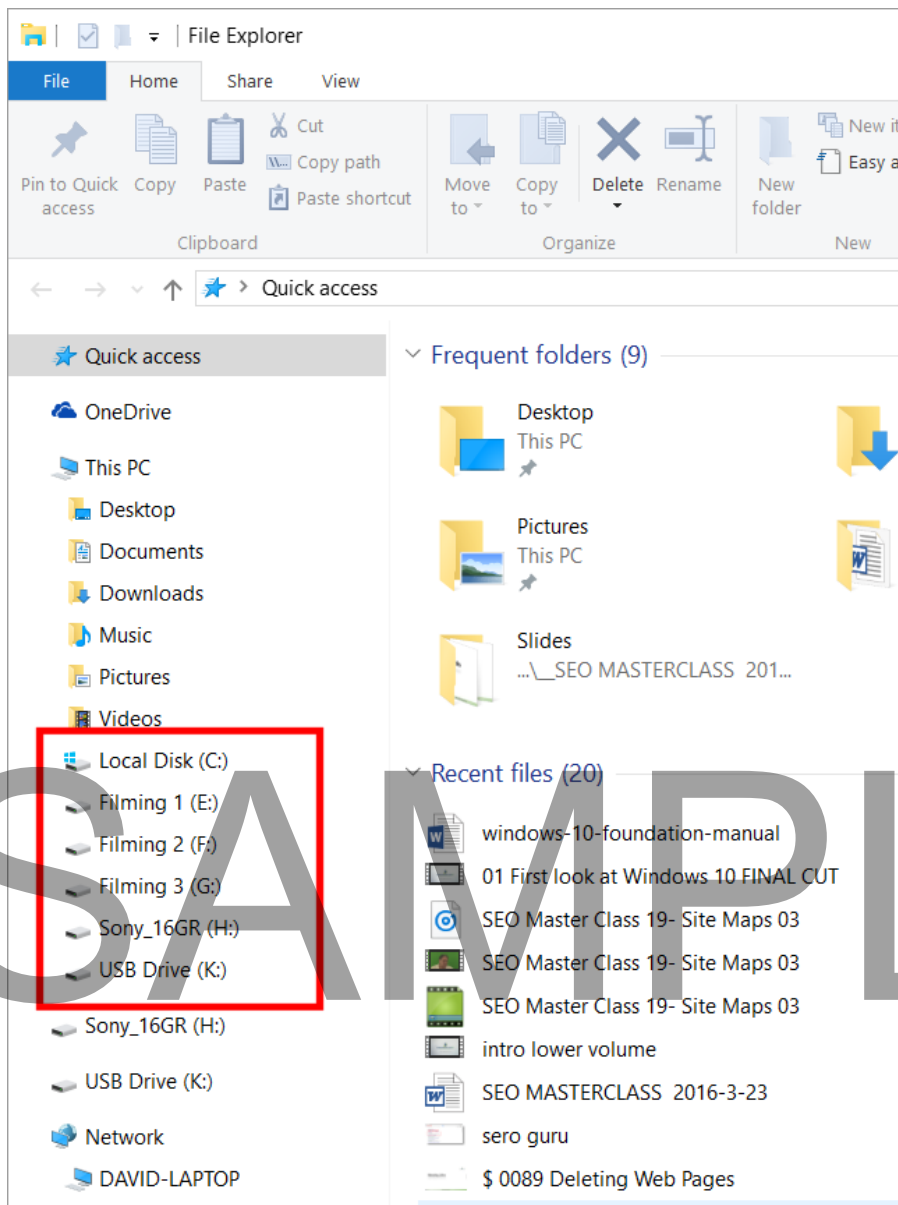 File Explorer
File Home Share View
Pin to Quick access
Copy
Paste
Cut
Copy path
Paste shortcut
Clipboard
Move to
Copy to
Delete
Rename
Organize
New folder
New it
Easy a
New
Quick access
Quick access
OneDrive
This PC
Desktop
Documents
Downloads
Music
Pictures
Videos
Local Disk (C:)
Filming 1 (E:)
Filming 2 (F:)
Filming 3 (G:)
Sony_16GR (H:)
USB Drive (K:)
Sony_16GR (H:)
USB Drive (K:)
Network
DAVID-LAPTOP
Frequent folders (9)
Desktop
This PC
Pictures
This PC
Slides
...\__SEO MASTERCLASS 201...
Recent files (20)
windows-10-foundation-manual
01 First look at Windows 10 FINAL CUT
SEO Master Class 19- Site Maps 03
SEO Master Class 19- Site Maps 03
SEO Master Class 19- Site Maps 03
intro lower volume
SEO MASTERCLASS 2016-3-23
sero guru
$ 0089 Deleting Web Pages
SAMPL